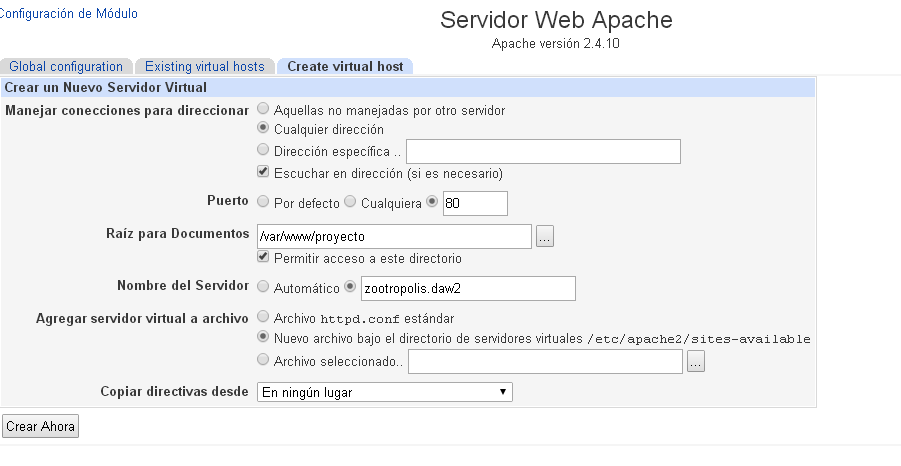 Configuración de Módulo
Servidor Web Apache
Apache versión 2.4.10
Global configuration Existing virtual hosts Create virtual host
Crear un Nuevo Servidor Virtual
Manejar conecciones para direccionar Aquellas no manejadas por otro servidor
Cualquier dirección
Dirección específica ..
Escuchar en dirección (si es necesario)
Puerto Por defecto Cualquiera 80
Raíz para Documentos /var/www/proyecto ...
Permitir acceso a este directorio
Nombre del Servidor Automático zootropolis.daw2
Agregar servidor virtual a archivo Archivo httpd.conf estándar
Nuevo archivo bajo el directorio de servidores virtuales /etc/apache2/sites-available
Archivo seleccionado.. ...
Copiar directivas desde En ningún lugar
Crear Ahora